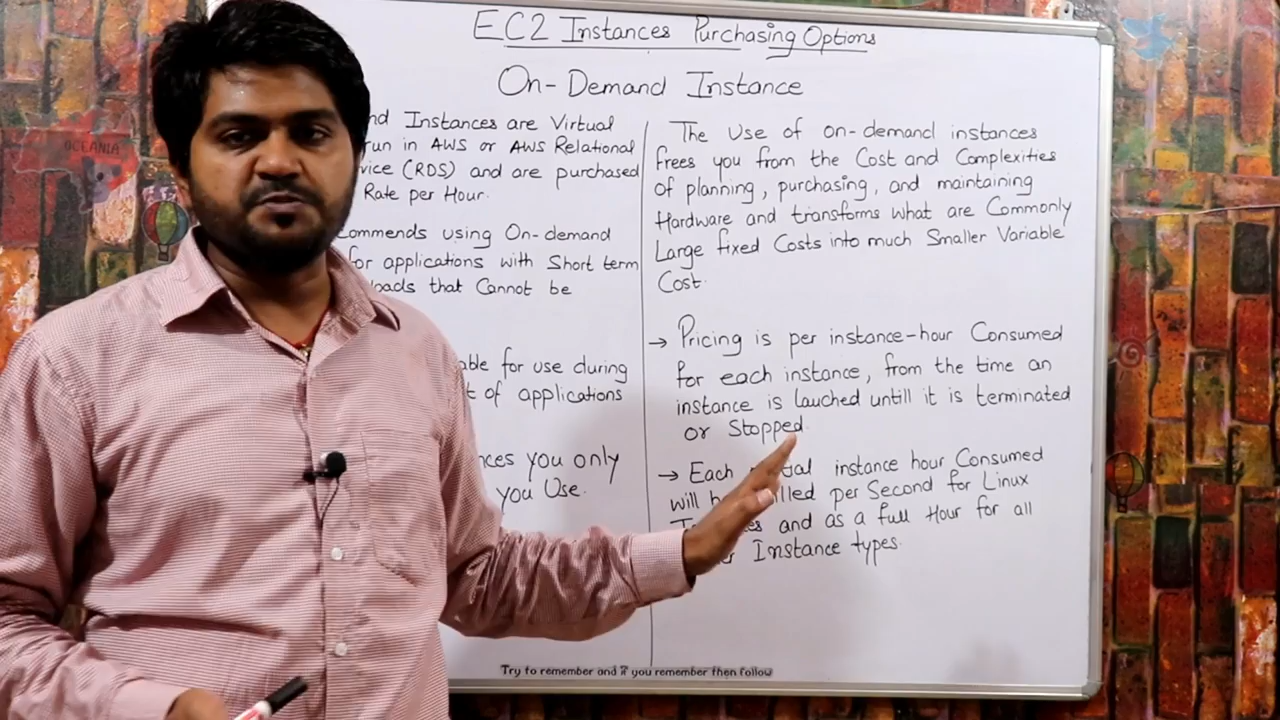 EC2 Instances Purchasing Options
On-Demand Instance
nd Instances are Virtual
run in AWS or AWS Relational
vice (RDS) and are purchased
Rate per Hour.
commends using On-demand
for applications with Short term
loads that Cannot be
able for use during
t of applications
nces you only
you Use.
The Use of on-demand instances
frees you from the Cost and Complexities
of planning, purchasing, and maintaining
Hardware and transforms what are Commonly
Large fixed Costs into much Smaller Variable
Cost.
→ Pricing is per instance-hour Consumed
for each instance, from the time an
instance is lauched untill it is terminated
or Stopped.
→ Each instance hour Consumed
will per Second for Linux
and as a full Hour for all
Instance types.
Try to remember and if you remember then follow
OCEANIA